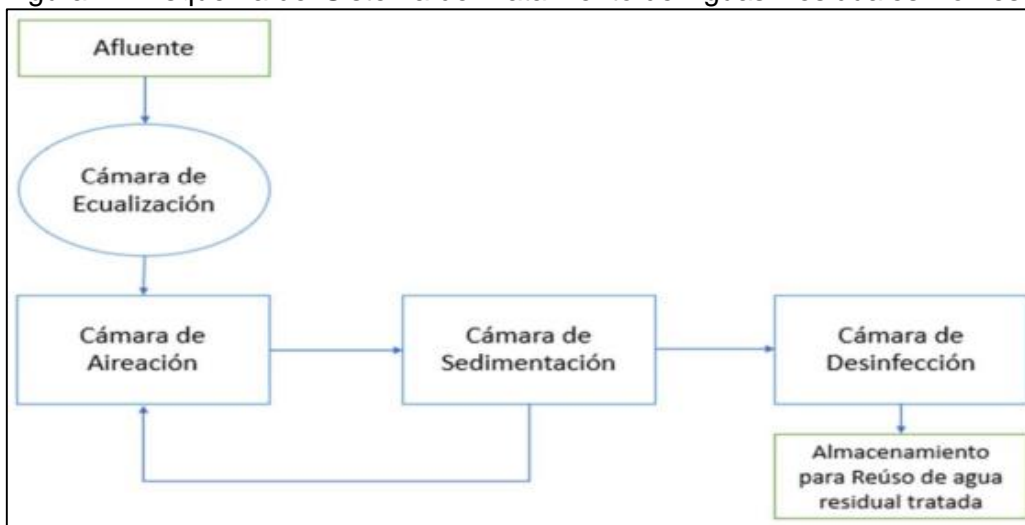 Afluente
Cámara de
Ecualización
Cámara de
Aireación
Cámara de
Sedimentación
Cámara de
Desinfección
Almacenamiento
para Reúso de agua
residual tratada